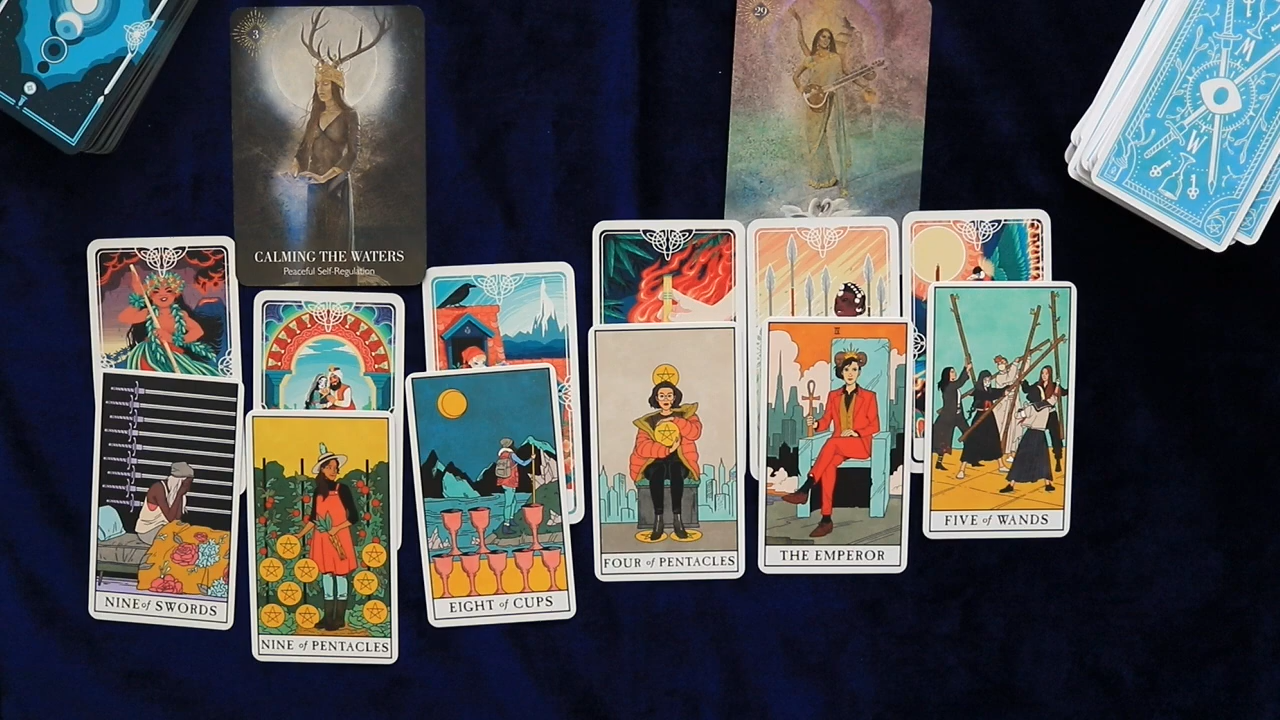 3
CALMING THE WATERS
Peaceful Self-Regulation
29
NINE of SWORDS
NINE of PENTACLES
EIGHT of CUPS
FOUR of PENTACLES
IV
THE EMPEROR
FIVE of WANDS
W
W